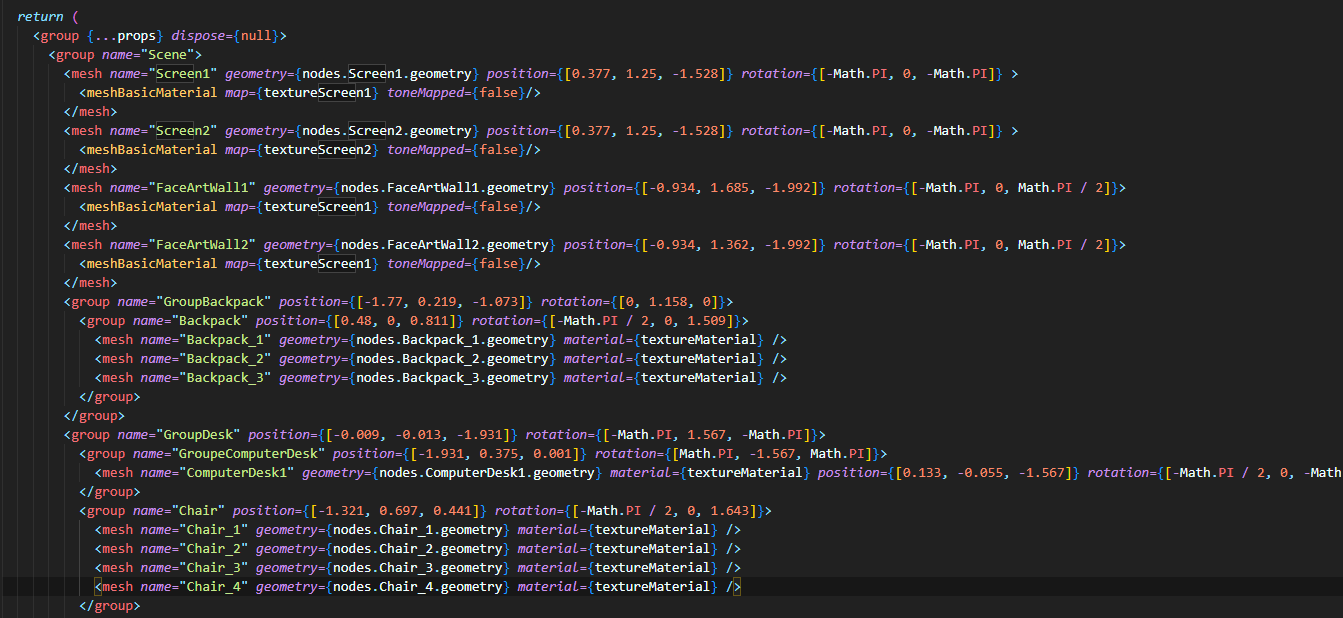 return (
<group {...props} dispose={null}>
<group name="Scene">
<mesh name="Screen1" geometry={nodes.Screen1.geometry} position={[0.377, 1.25, -1.528]} rotation={[-Math.PI, 0, -Math.PI]} >
<meshBasicMaterial map={textureScreen1} toneMapped={false}/>
</mesh>
<mesh name="Screen2" geometry={nodes.Screen2.geometry} position={[0.377, 1.25, -1.528]} rotation={[-Math.PI, 0, -Math.PI]} >
<meshBasicMaterial map={textureScreen2} toneMapped={false}/>
</mesh>
<mesh name="FaceArtWall1" geometry={nodes.FaceArtWall1.geometry} position={[-0.934, 1.685, -1.992]} rotation={[-Math.PI, 0, Math.PI / 2]}>
<meshBasicMaterial map={textureScreen1} toneMapped={false}/>
</mesh>
<mesh name="FaceArtWall2" geometry={nodes.FaceArtWall2.geometry} position={[-0.934, 1.362, -1.992]} rotation={[-Math.PI, 0, Math.PI / 2]}>
<meshBasicMaterial map={textureScreen1} toneMapped={false}/>
</mesh>
<group name="GroupBackpack" position={[-1.77, 0.219, -1.073]} rotation={[0, 1.158, 0]}>
<group name="Backpack" position={[0.48, 0, 0.811]} rotation={[-Math.PI / 2, 0, 1.509]}>
<mesh name="Backpack_1" geometry={nodes.Backpack_1.geometry} material={textureMaterial} />
<mesh name="Backpack_2" geometry={nodes.Backpack_2.geometry} material={textureMaterial} />
<mesh name="Backpack_3" geometry={nodes.Backpack_3.geometry} material={textureMaterial} />
</group>
</group>
<group name="GroupDesk" position={[-0.009, -0.013, -1.931]} rotation={[-Math.PI, 1.567, -Math.PI]}>
<group name="GroupeComputerDesk" position={[-1.931, 0.375, 0.001]} rotation={[Math.PI, -1.567, Math.PI]}>
<mesh name="ComputerDesk1" geometry={nodes.ComputerDesk1.geometry} material={textureMaterial} position={[0.133, -0.055, -1.567]} rotation={[-Math.PI / 2, 0, -Math
</group>
<group name="Chair" position={[-1.321, 0.697, 0.441]} rotation={[-Math.PI / 2, 0, 1.643]}>
<mesh name="Chair_1" geometry={nodes.Chair_1.geometry} material={textureMaterial} />
<mesh name="Chair_2" geometry={nodes.Chair_2.geometry} material={textureMaterial} />
<mesh name="Chair_3" geometry={nodes.Chair_3.geometry} material={textureMaterial} />
<mesh name="Chair_4" geometry={nodes.Chair_4.geometry} material={textureMaterial} />
</group>